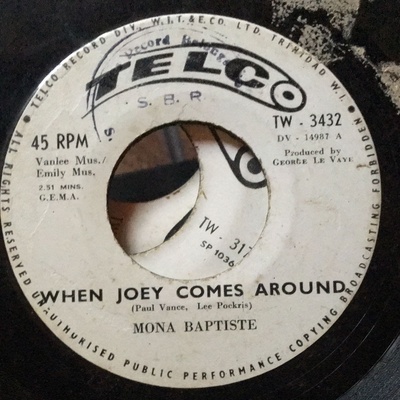 • TELCO RECORD DIV. W.I.T. & E. CO. LTD. TRINIDAD W.I. •
ALL RIGHTS RESERVED UNAUTHORISED PUBLIC PERFORMANCE COPYING BROADCASTING FORBIDDEN
Record
TELCO
S. B. R
45 RPM
TW - 3432
DV - 14987 A
Vanlee Mus./
Emily Mus,
Produced by
GEORGE LE VAYE
2.51 MINS.
G.E.M.A.
TW - 317
SP 1036
WHEN JOEY COMES AROUND
(Paul Vance, Lee Pockris)
MONA BAPTISTE